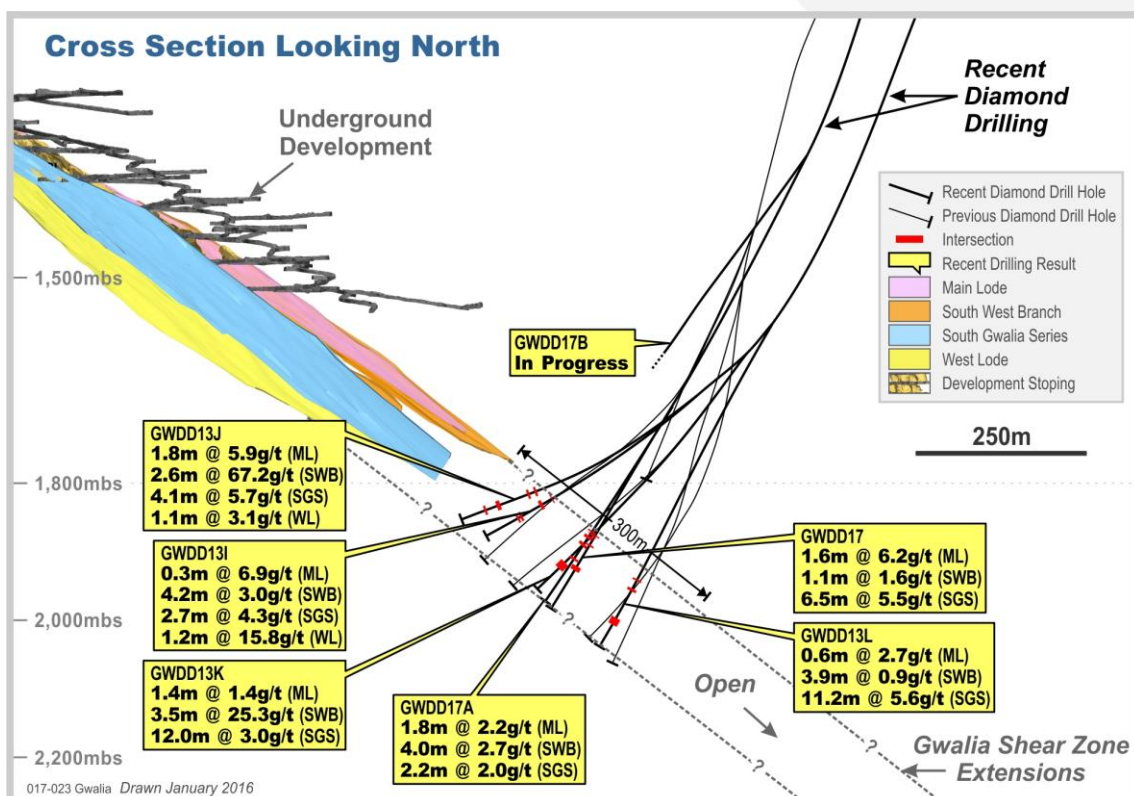 Cross Section Looking North
Recent
Diamond
Drilling
Underground
Development
Recent Diamond Drill Hole
Previous Diamond Drill Hole
Intersection
Recent Drilling Result
Main Lode
South West Branch
South Gwalia Series
West Lode
Development Stoping
1,500mbs
GWDD17B
In Progress
250m
GWDD13J
1.8m @ 5.9g/t (ML)
2.6m @ 67.2g/t (SWB)
4.1m @ 5.7g/t (SGS)
1.1m @ 3.1g/t (WL)
1,800mbs
?
?
300m
GWDD13I
0.3m @ 6.9g/t (ML)
4.2m @ 3.0g/t (SWB)
2.7m @ 4.3g/t (SGS)
1.2m @ 15.8g/t (WL)
GWDD17
1.6m @ 6.2g/t (ML)
1.1m @ 1.6g/t (SWB)
6.5m @ 5.5g/t (SGS)
?
?
2,000mbs
GWDD13L
0.6m @ 2.7g/t (ML)
3.9m @ 0.9g/t (SWB)
11.2m @ 5.6g/t (SGS)
GWDD13K
1.4m @ 1.4g/t (ML)
3.5m @ 25.3g/t (SWB)
12.0m @ 3.0g/t (SGS)
GWDD17A
1.8m @ 2.2g/t (ML)
4.0m @ 2.7g/t (SWB)
2.2m @ 2.0g/t (SGS)
Open
?
?
Gwalia Shear Zone
Extensions
2,200mbs
017-023 Gwalia Drawn January 2016